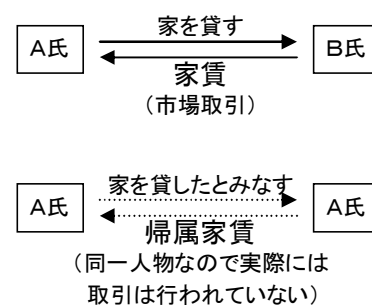 家を貸す
A氏
B氏
家賃
（市場取引）
家を貸したとみなす
A氏
A氏
帰属家賃
（同一人物なので実際には
取引は行われていない）